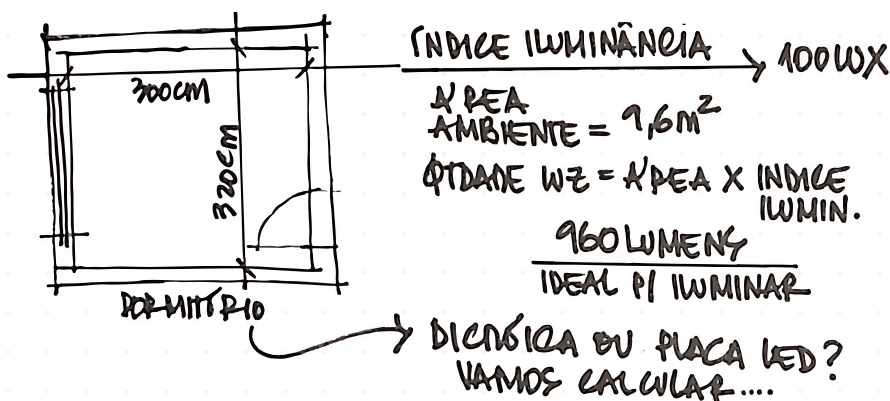 300cm
320cm
DORMITÓRIO
ÍNDICE ILUMINÂNCIA
100LUX
ÁREA
AMBIENTE = 9,6m²
QTDADE LUZ = ÁREA X INDICE
ILUMIN.
960 LUMENS
IDEAL P/ ILUMINAR
DICRÓICA OU PLACA LED?
VAMOS CALCULAR....